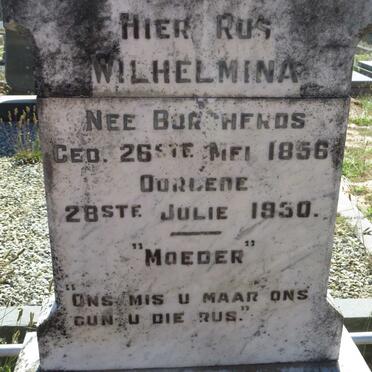 HIER RUS
WILHELMINA
NEE BORCHERDS
GEB. 26STE MEI 1856
OORLEDE
28STE JULIE 1930.
"MOEDER"
"ONS MIS U MAAR ONS
GUN U DIE RUS."